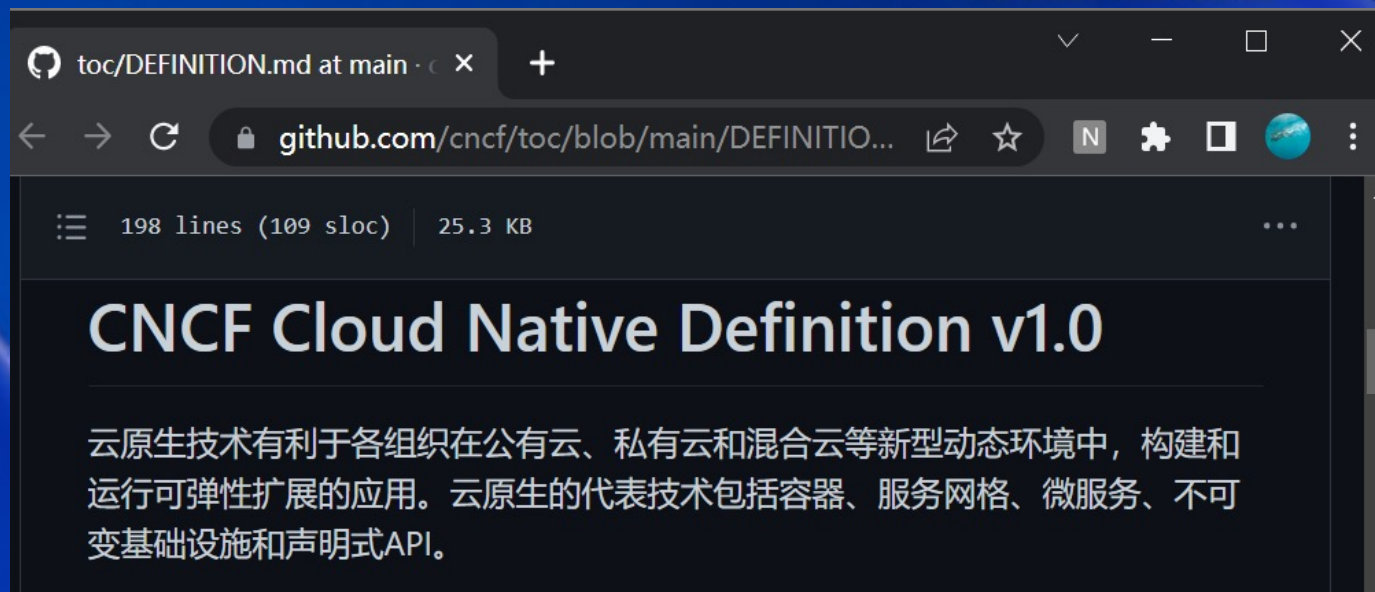 toc/DEFINITION.md at main · c
github.com/cncf/toc/blob/main/DEFINITIO...
N
198 lines (109 sloc)
25.3 KB
CNCF Cloud Native Definition v1.0
云原生技术有利于各组织在公有云、私有云和混合云等新型动态环境中，构建和
运行可弹性扩展的应用。云原生的代表技术包括容器、服务网格、微服务、不可
变基础设施和声明式API。